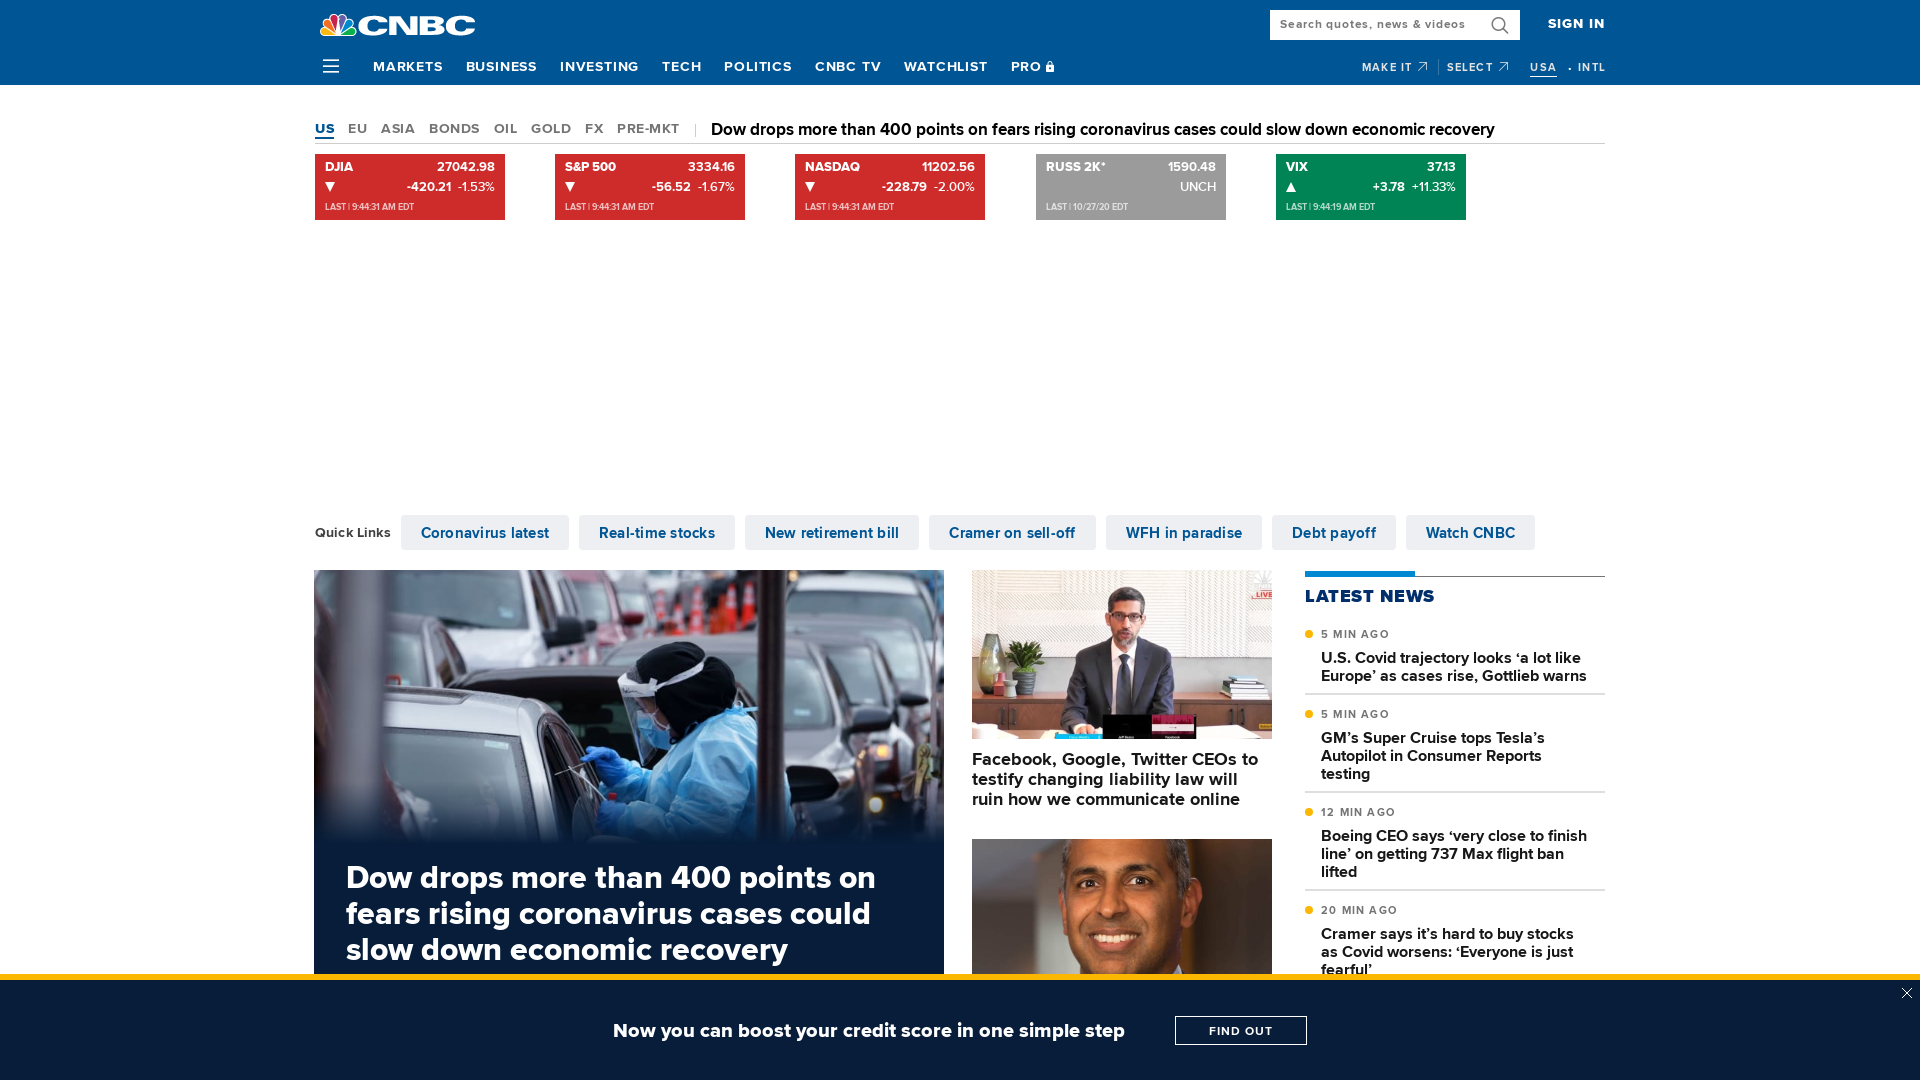 CNBC
Search quotes, news & videos
SIGN IN
MARKETS BUSINESS INVESTING TECH POLITICS CNBC TV WATCHLIST PRO
MAKE IT SELECT USA • INTL
US EU ASIA BONDS OIL GOLD FX PRE-MKT
Dow drops more than 400 points on fears rising coronavirus cases could slow down economic recovery
DJIA 27042.98
-420.21 -1.53%
LAST | 9:44:31 AM EDT
S&P 500 3334.16
-56.52 -1.67%
LAST | 9:44:31 AM EDT
NASDAQ 11202.56
-228.79 -2.00%
LAST | 9:44:31 AM EDT
RUSS 2K* 1590.48
UNCH
LAST | 10/27/20 EDT
VIX 37.13
+3.78 +11.33%
LAST | 9:44:19 AM EDT
Quick Links
Coronavirus latest
Real-time stocks
New retirement bill
Cramer on sell-off
WFH in paradise
Debt payoff
Watch CNBC
Dow drops more than 400 points on
fears rising coronavirus cases could
slow down economic recovery
LIVE
Facebook, Google, Twitter CEOs to
testify changing liability law will
ruin how we communicate online
LATEST NEWS
5 MIN AGO
U.S. Covid trajectory looks ‘a lot like
Europe’ as cases rise, Gottlieb warns
5 MIN AGO
GM’s Super Cruise tops Tesla’s
Autopilot in Consumer Reports
testing
12 MIN AGO
Boeing CEO says ‘very close to finish
line’ on getting 737 Max flight ban
lifted
20 MIN AGO
Cramer says it’s hard to buy stocks
as Covid worsens: ‘Everyone is just
fearful’
Now you can boost your credit score in one simple step
FIND OUT